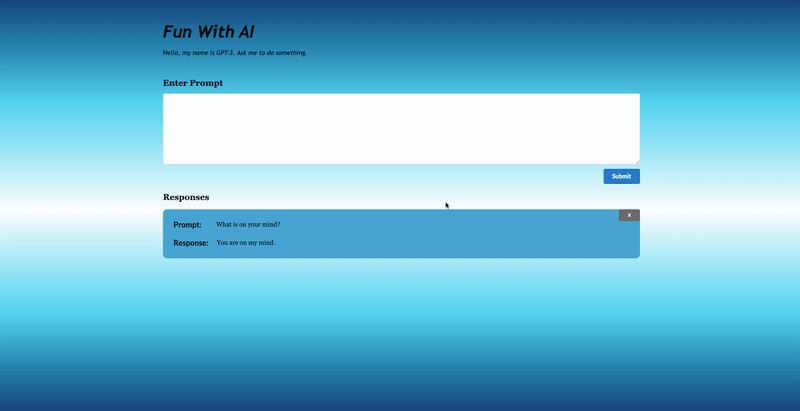 Fun With AI
Hello, my name is GPT-3. Ask me to do something.
Enter Prompt
Submit
Responses
X
Prompt: What is on your mind?
Response: You are on my mind.